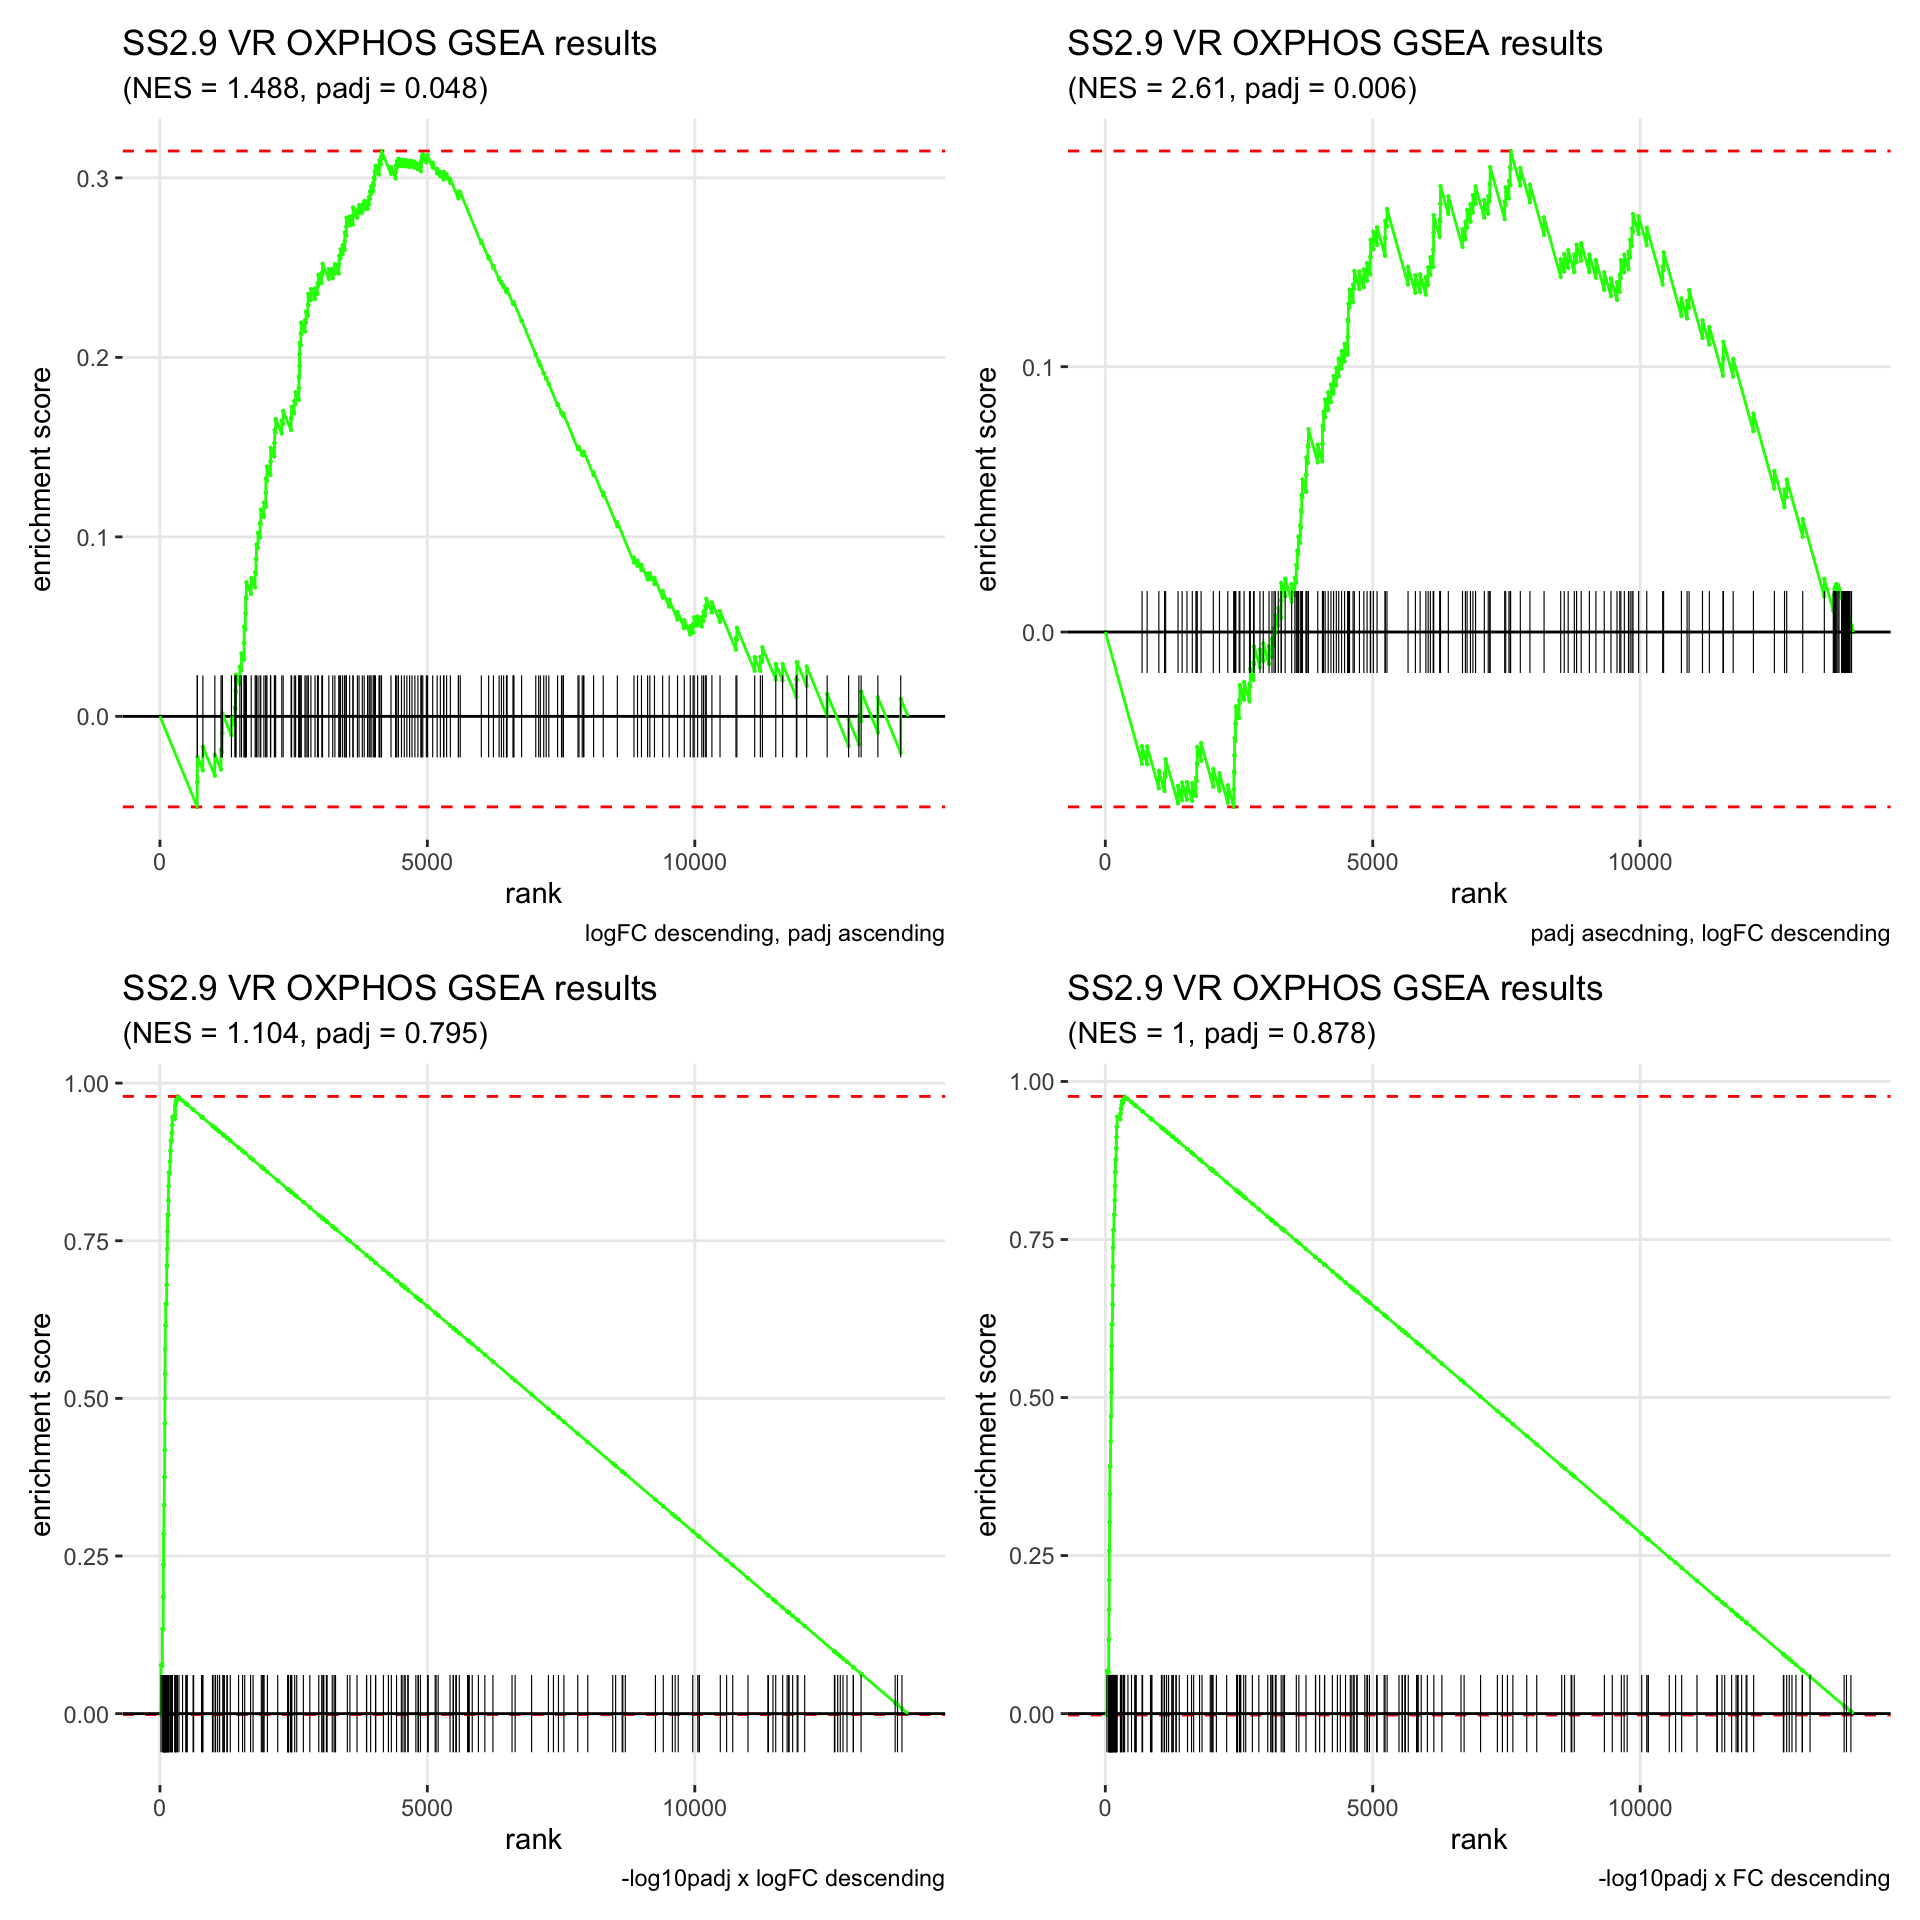 SS2.9 VR OXPHOS GSEA results
(NES = 1.488, padj = 0.048)
enrichment score
0.3
0.2
0.1
0.0
0 5000 10000
rank
logFC descending, padj ascending
SS2.9 VR OXPHOS GSEA results
(NES = 2.61, padj = 0.006)
enrichment score
0.1
0.0
0 5000 10000
rank
padj asecdning, logFC descending
SS2.9 VR OXPHOS GSEA results
(NES = 1.104, padj = 0.795)
enrichment score
1.00
0.75
0.50
0.25
0.00
0 5000 10000
rank
-log10padj x logFC descending
SS2.9 VR OXPHOS GSEA results
(NES = 1, padj = 0.878)
enrichment score
1.00
0.75
0.50
0.25
0.00
0 5000 10000
rank
-log10padj x FC descending